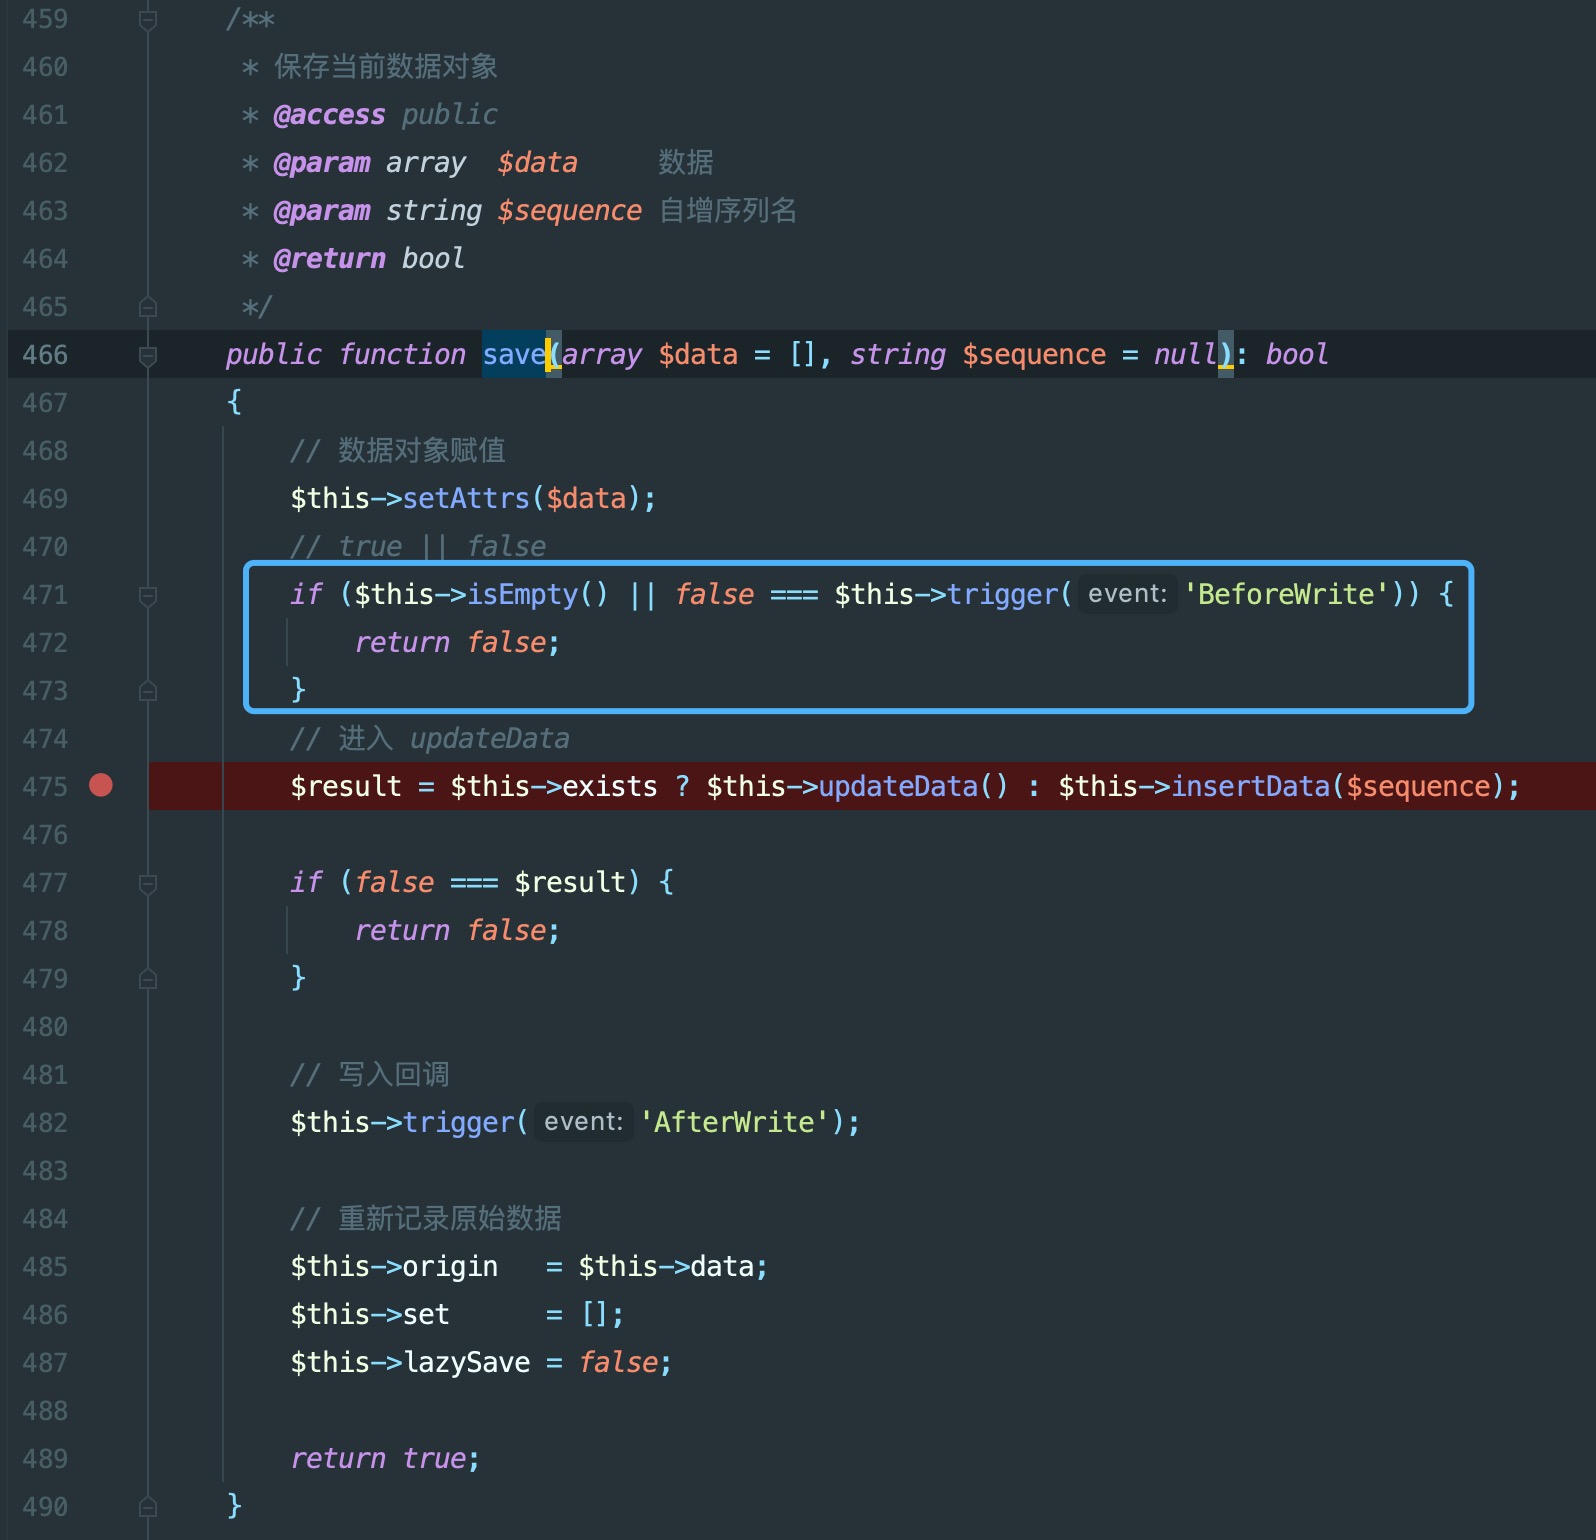 459 /**
460 * 保存当前数据对象
461 * @access public
462 * @param array $data 数据
463 * @param string $sequence 自增序列名
464 * @return bool
465 */
466 public function save(array $data = [], string $sequence = null): bool
467 {
468 // 数据对象赋值
469 $this->setAttrs($data);
470 // true || false
471 if ($this->isEmpty() || false === $this->trigger( event: 'BeforeWrite')) {
472 return false;
473 }
474 // 进入 updateData
475 $result = $this->exists ? $this->updateData() : $this->insertData($sequence);
476
477 if (false === $result) {
478 return false;
479 }
480
481 // 写入回调
482 $this->trigger( event: 'AfterWrite');
483
484 // 重新记录原始数据
485 $this->origin = $this->data;
486 $this->set = [];
487 $this->lazySave = false;
488
489 return true;
490 }